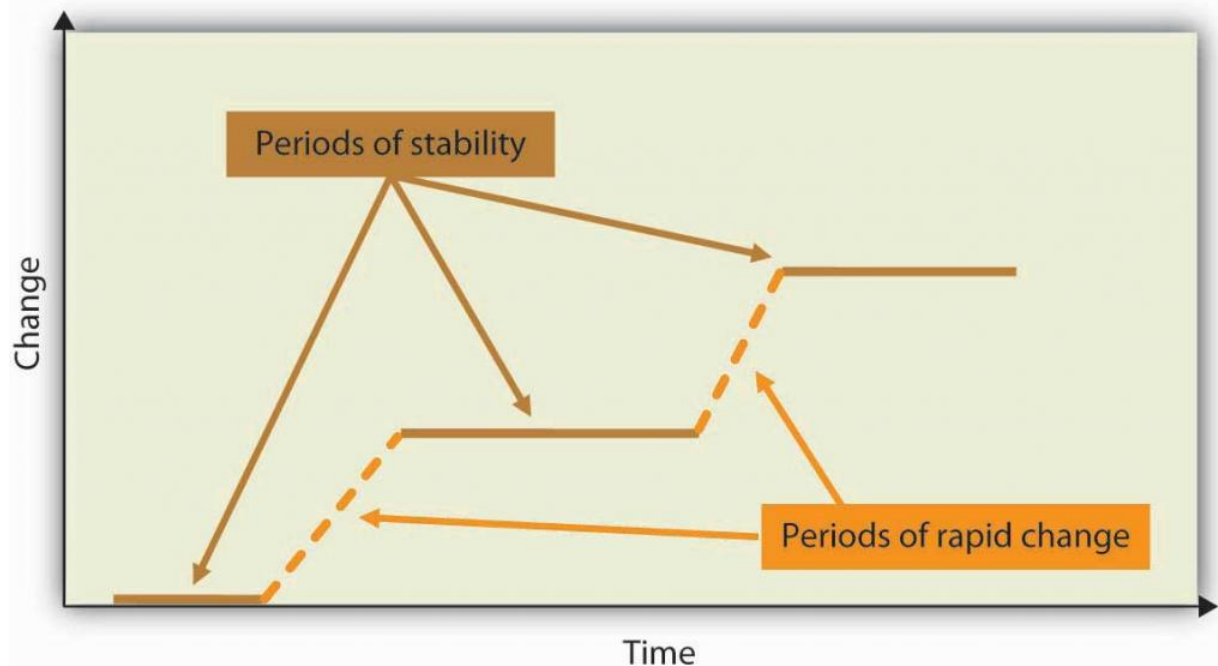 Periods of stability
Change
Periods of rapid change
Time